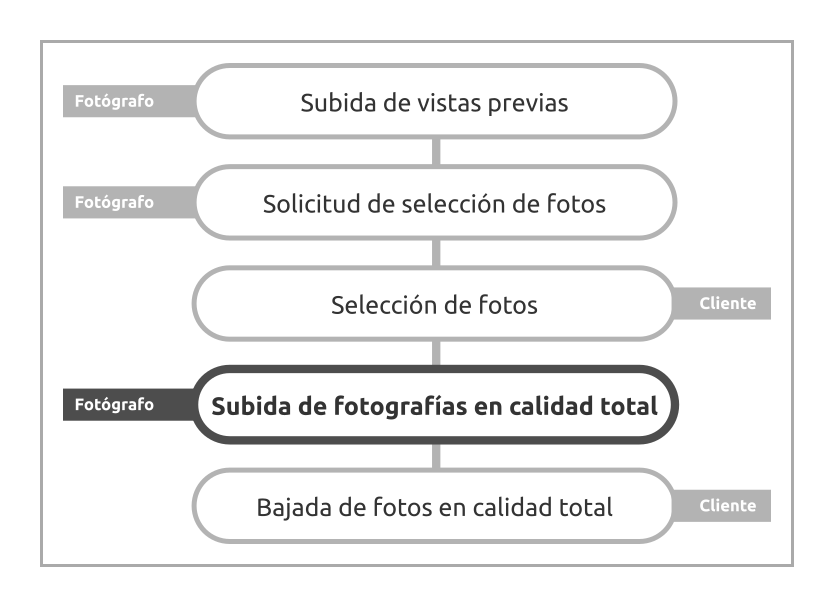 Fotógrafo
Subida de vistas previas
Fotógrafo
Solicitud de selección de fotos
Selección de fotos
Cliente
Fotógrafo
Subida de fotografías en calidad total
Bajada de fotos en calidad total
Cliente